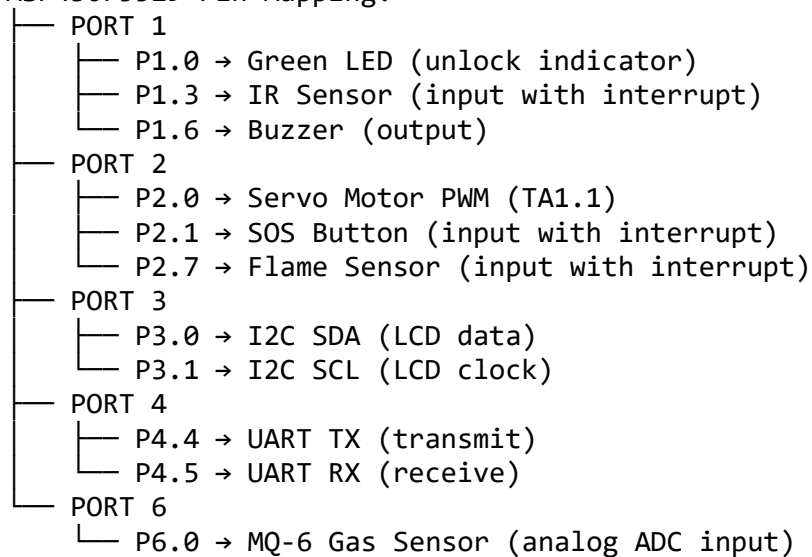 ├── PORT 1
│   ├── P1.0 → Green LED (unlock indicator)
│   ├── P1.3 → IR Sensor (input with interrupt)
│   └── P1.6 → Buzzer (output)
├── PORT 2
│   ├── P2.0 → Servo Motor PWM (TA1.1)
│   ├── P2.1 → SOS Button (input with interrupt)
│   └── P2.7 → Flame Sensor (input with interrupt)
├── PORT 3
│   ├── P3.0 → I2C SDA (LCD data)
│   └── P3.1 → I2C SCL (LCD clock)
├── PORT 4
│   ├── P4.4 → UART TX (transmit)
│   └── P4.5 → UART RX (receive)
└── PORT 6
    └── P6.0 → MQ-6 Gas Sensor (analog ADC input)